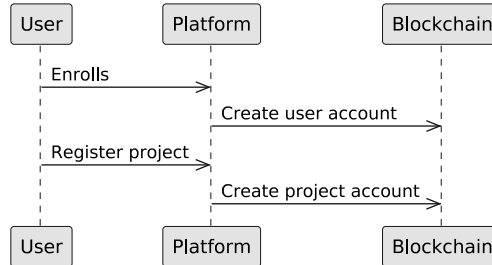 User Platform Blockchain
Enrolls
Create user account
Register project
Create project account
User Platform Blockchain